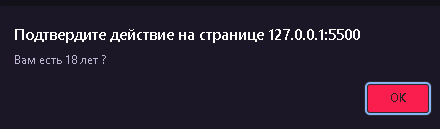 Подтвердите действие на странице 127.0.0.1:5500
Вам есть 18 лет ?
OK